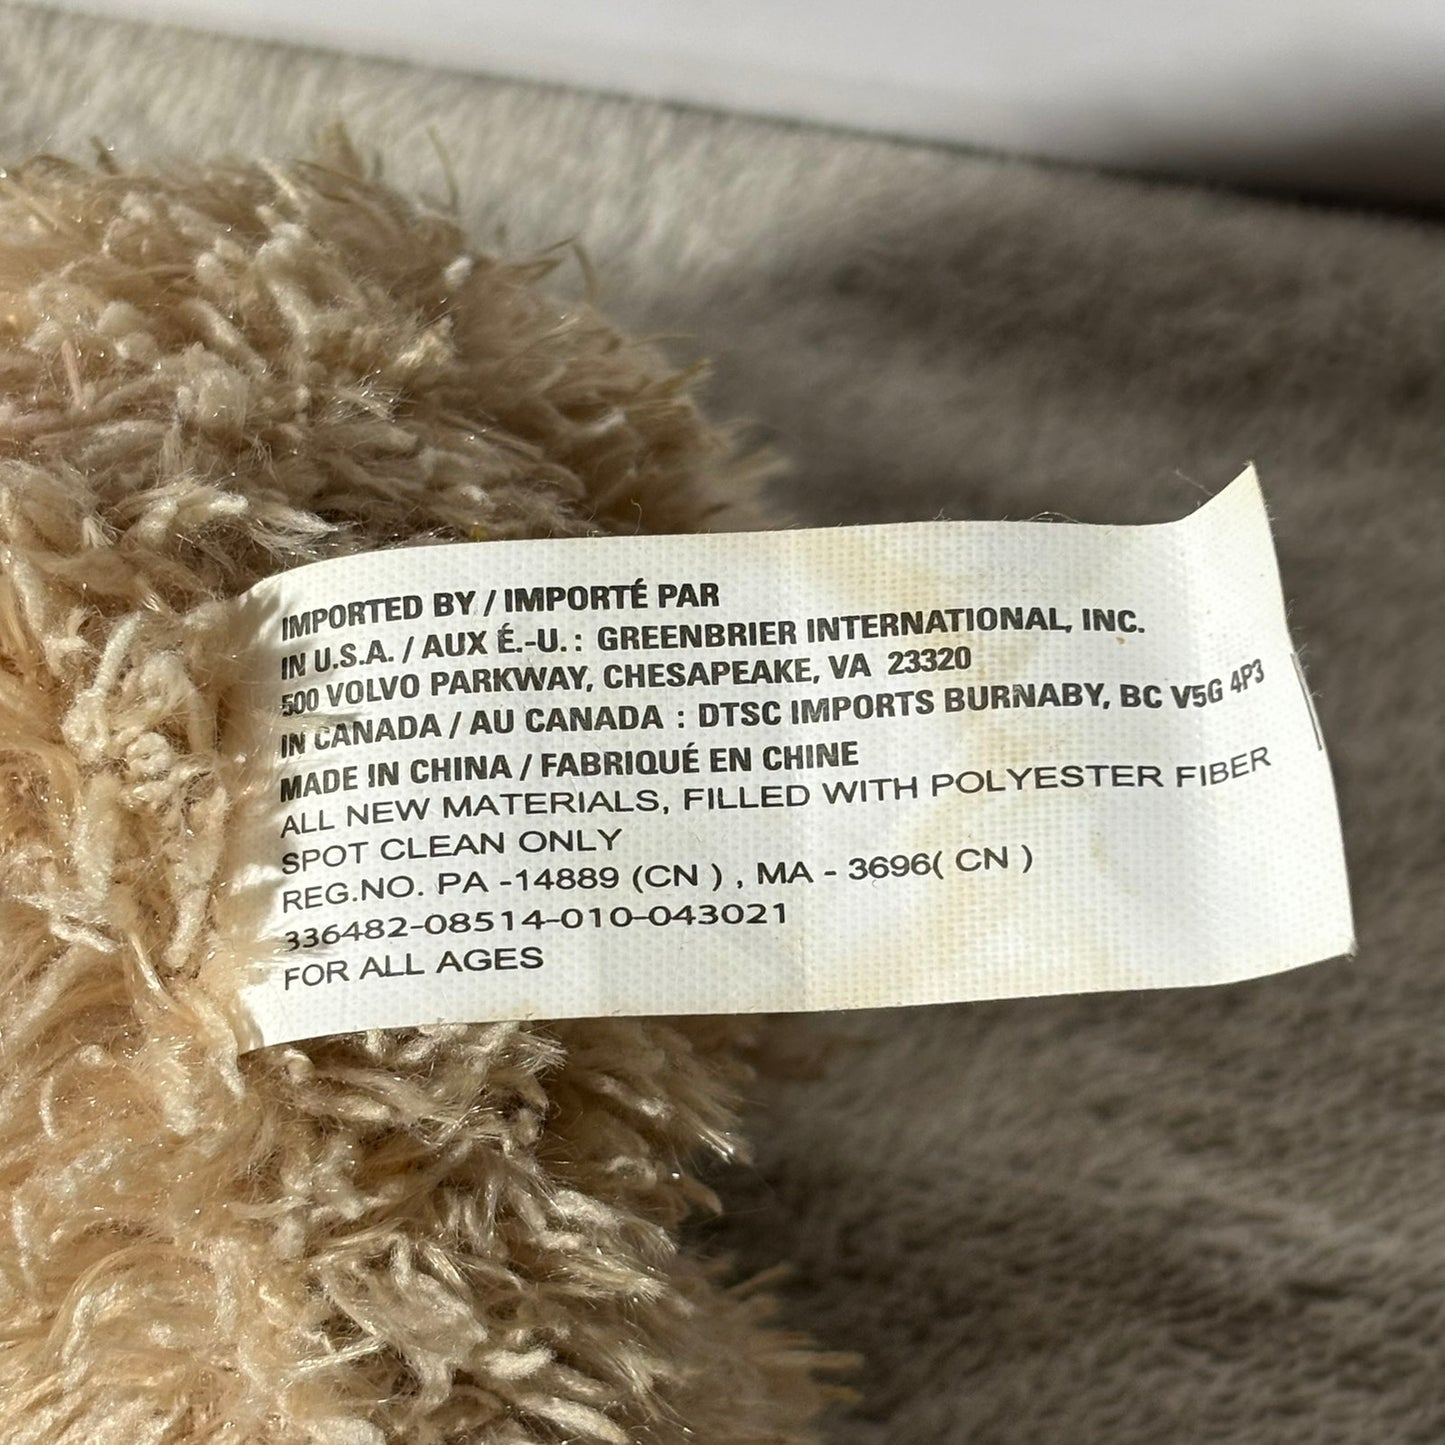 IMPORTED BY / IMPORTÉ PAR
IN U.S.A. / AUX É.-U. : GREENBRIER INTERNATIONAL, INC.
500 VOLVO PARKWAY, CHESAPEAKE, VA 23320
IN CANADA / AU CANADA : DTSC IMPORTS BURNABY, BC V5G 4P3
MADE IN CHINA / FABRIQUÉ EN CHINE
ALL NEW MATERIALS, FILLED WITH POLYESTER FIBER
SPOT CLEAN ONLY
REG.NO. PA -14889 (CN ) , MA - 3696( CN )
336482-08514-010-043021
FOR ALL AGES